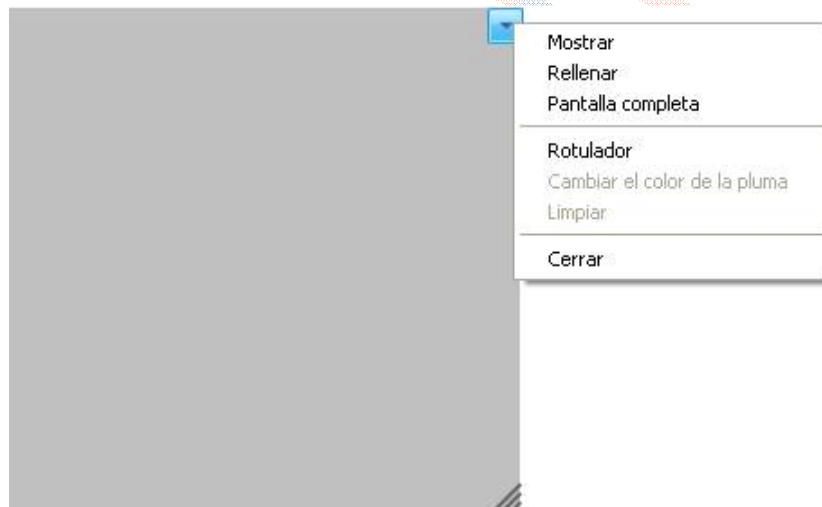 Mostrar
Rellenar
Pantalla completa
Rotulador
Cambiar el color de la pluma
Limpiar
Cerrar